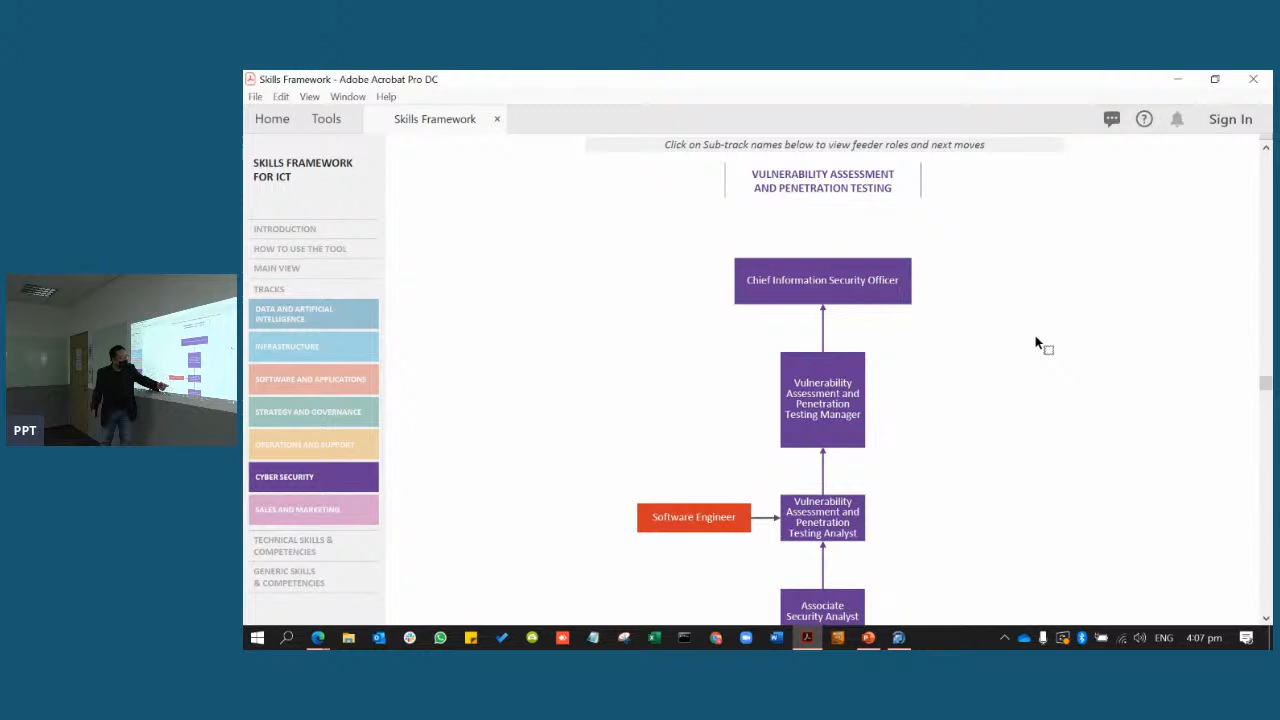 Skills Framework - Adobe Acrobat Pro DC
File Edit View Window Help
Home Tools Skills Framework × Sign In
SKILLS FRAMEWORK
FOR ICT
INTRODUCTION
HOW TO USE THE TOOL
MAIN VIEW
TRACKS
DATA AND ARTIFICIAL
INTELLIGENCE
INFRASTRUCTURE
SOFTWARE AND APPLICATIONS
STRATEGY AND GOVERNANCE
OPERATIONS AND SUPPORT
CYBER SECURITY
SALES AND MARKETING
TECHNICAL SKILLS &
COMPETENCIES
GENERIC SKILLS
& COMPETENCIES
Click on Sub-track names below to view feeder roles and next moves
VULNERABILITY ASSESSMENT
AND PENETRATION TESTING
Chief Information Security Officer
Vulnerability
Assessment and
Penetration
Testing Manager
Software Engineer
Vulnerability
Assessment and
Penetration
Testing Analyst
Associate
Security Analyst
PPT
ENG 4:07 pm